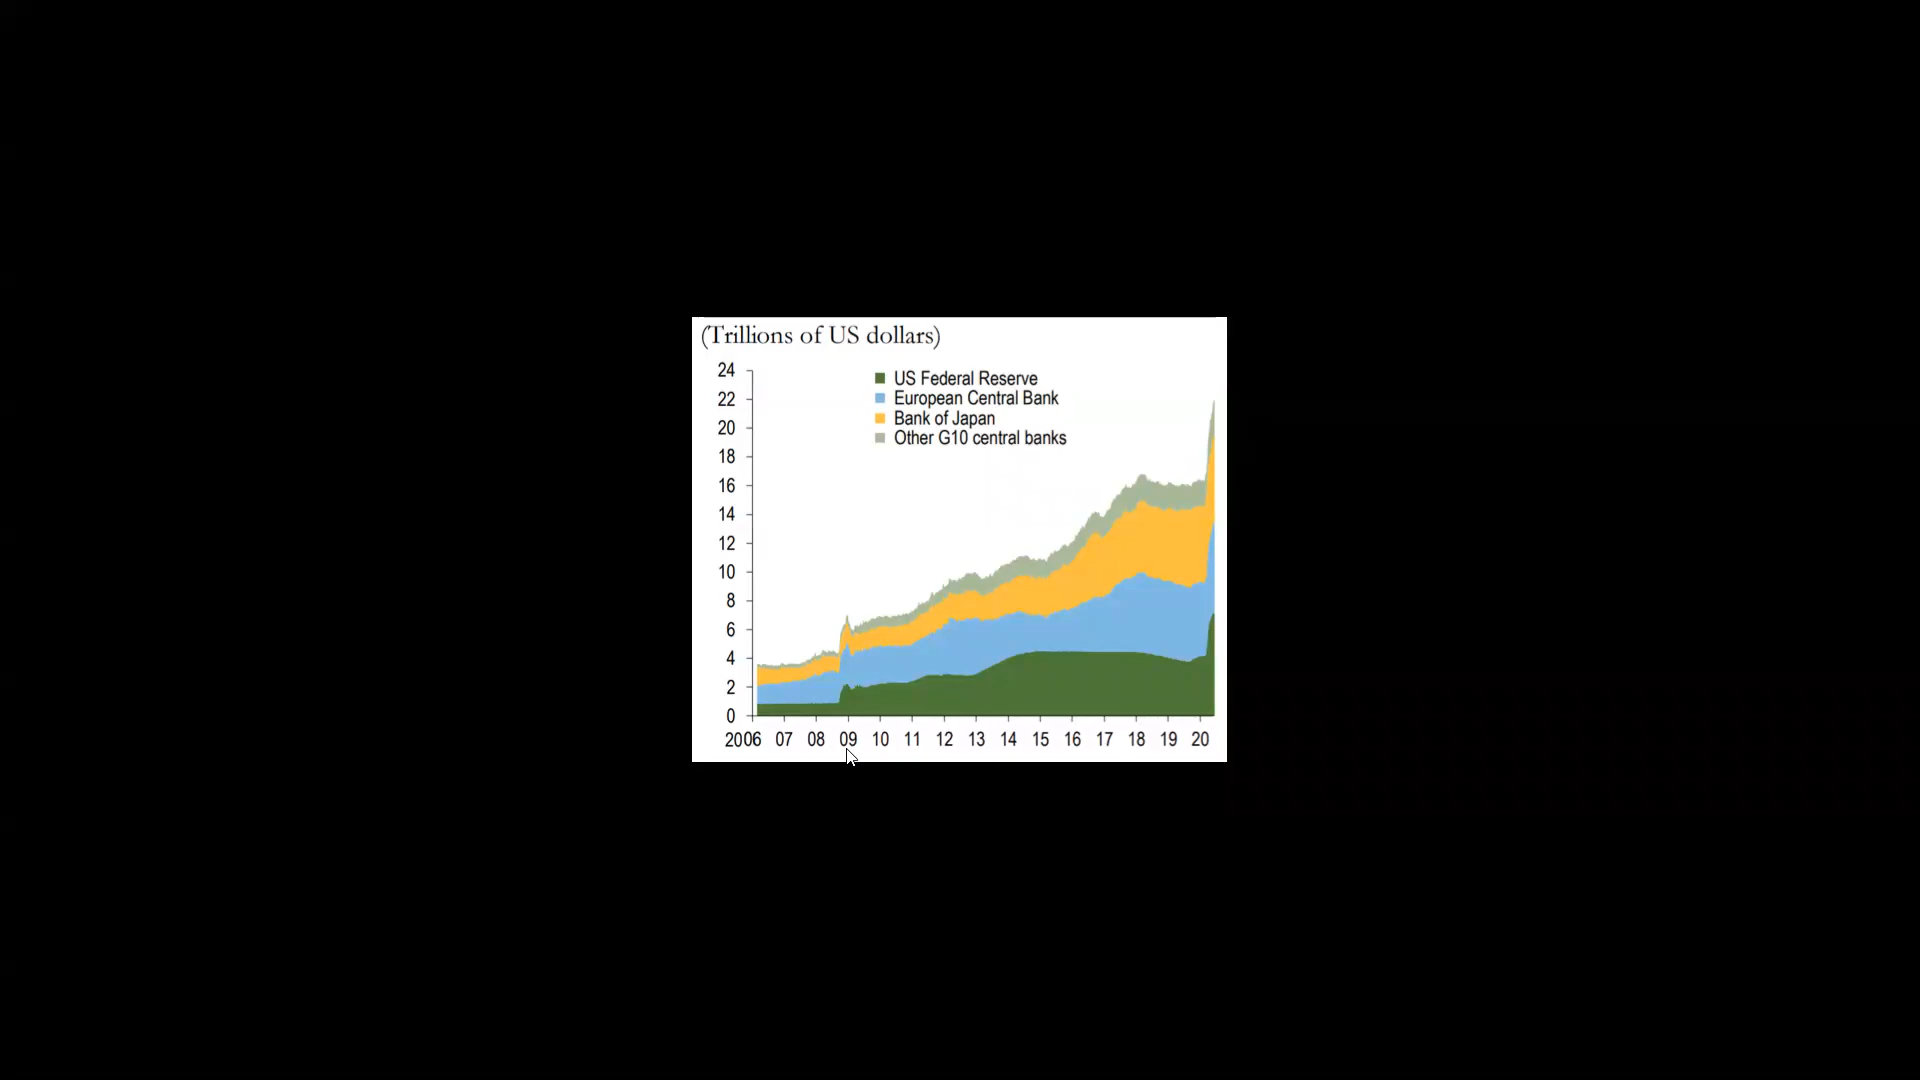 (Trillions of US dollars)
24
22
20
18
16
14
12
10
8
6
4
2
0
US Federal Reserve
European Central Bank
Bank of Japan
Other G10 central banks
2006 07 08 09 10 11 12 13 14 15 16 17 18 19 20